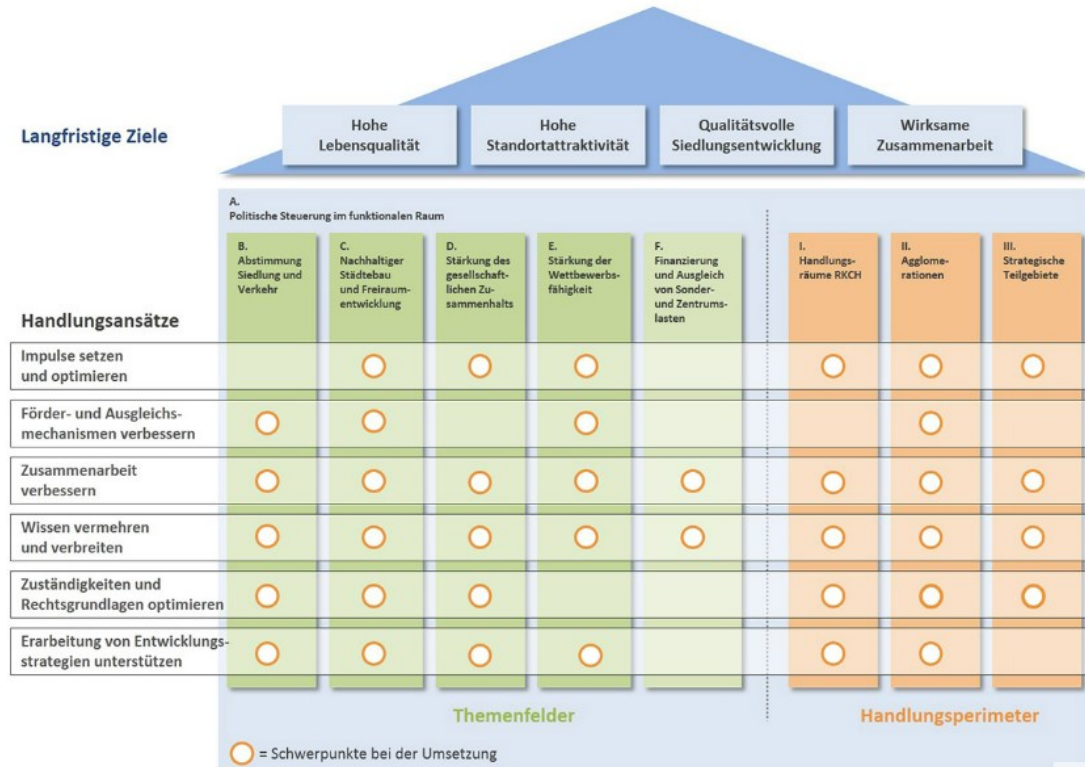 Langfristige Ziele
Hohe
Lebensqualität
Hohe
Standortattraktivität
Qualitätsvolle
Siedlungsentwicklung
Wirksame
Zusammenarbeit
A.
Politische Steuerung im funktionalen Raum
B.
Abstimmung
Siedlung und
Verkehr
C.
Nachhaltiger
Städtebau
und Freiraum-
entwicklung
D.
Stärkung des
gesellschaft-
lichen Zu-
sammenhalts
E.
Stärkung der
Wettbewerbs-
fähigkeit
F.
Finanzierung
und Ausgleich
von Sonder-
und Zentrums-
lasten
I.
Handlungs-
räume RKCH
II.
Agglome-
rationen
III.
Strategische
Teilgebiete
Handlungsansätze
Impulse setzen
und optimieren
Förder- und Ausgleichs-
mechanismen verbessern
Zusammenarbeit
verbessern
Wissen vermehren
und verbreiten
Zuständigkeiten und
Rechtsgrundlagen optimieren
Erarbeitung von Entwicklungs-
strategien unterstützen
Themenfelder
Handlungsperimeter
= Schwerpunkte bei der Umsetzung